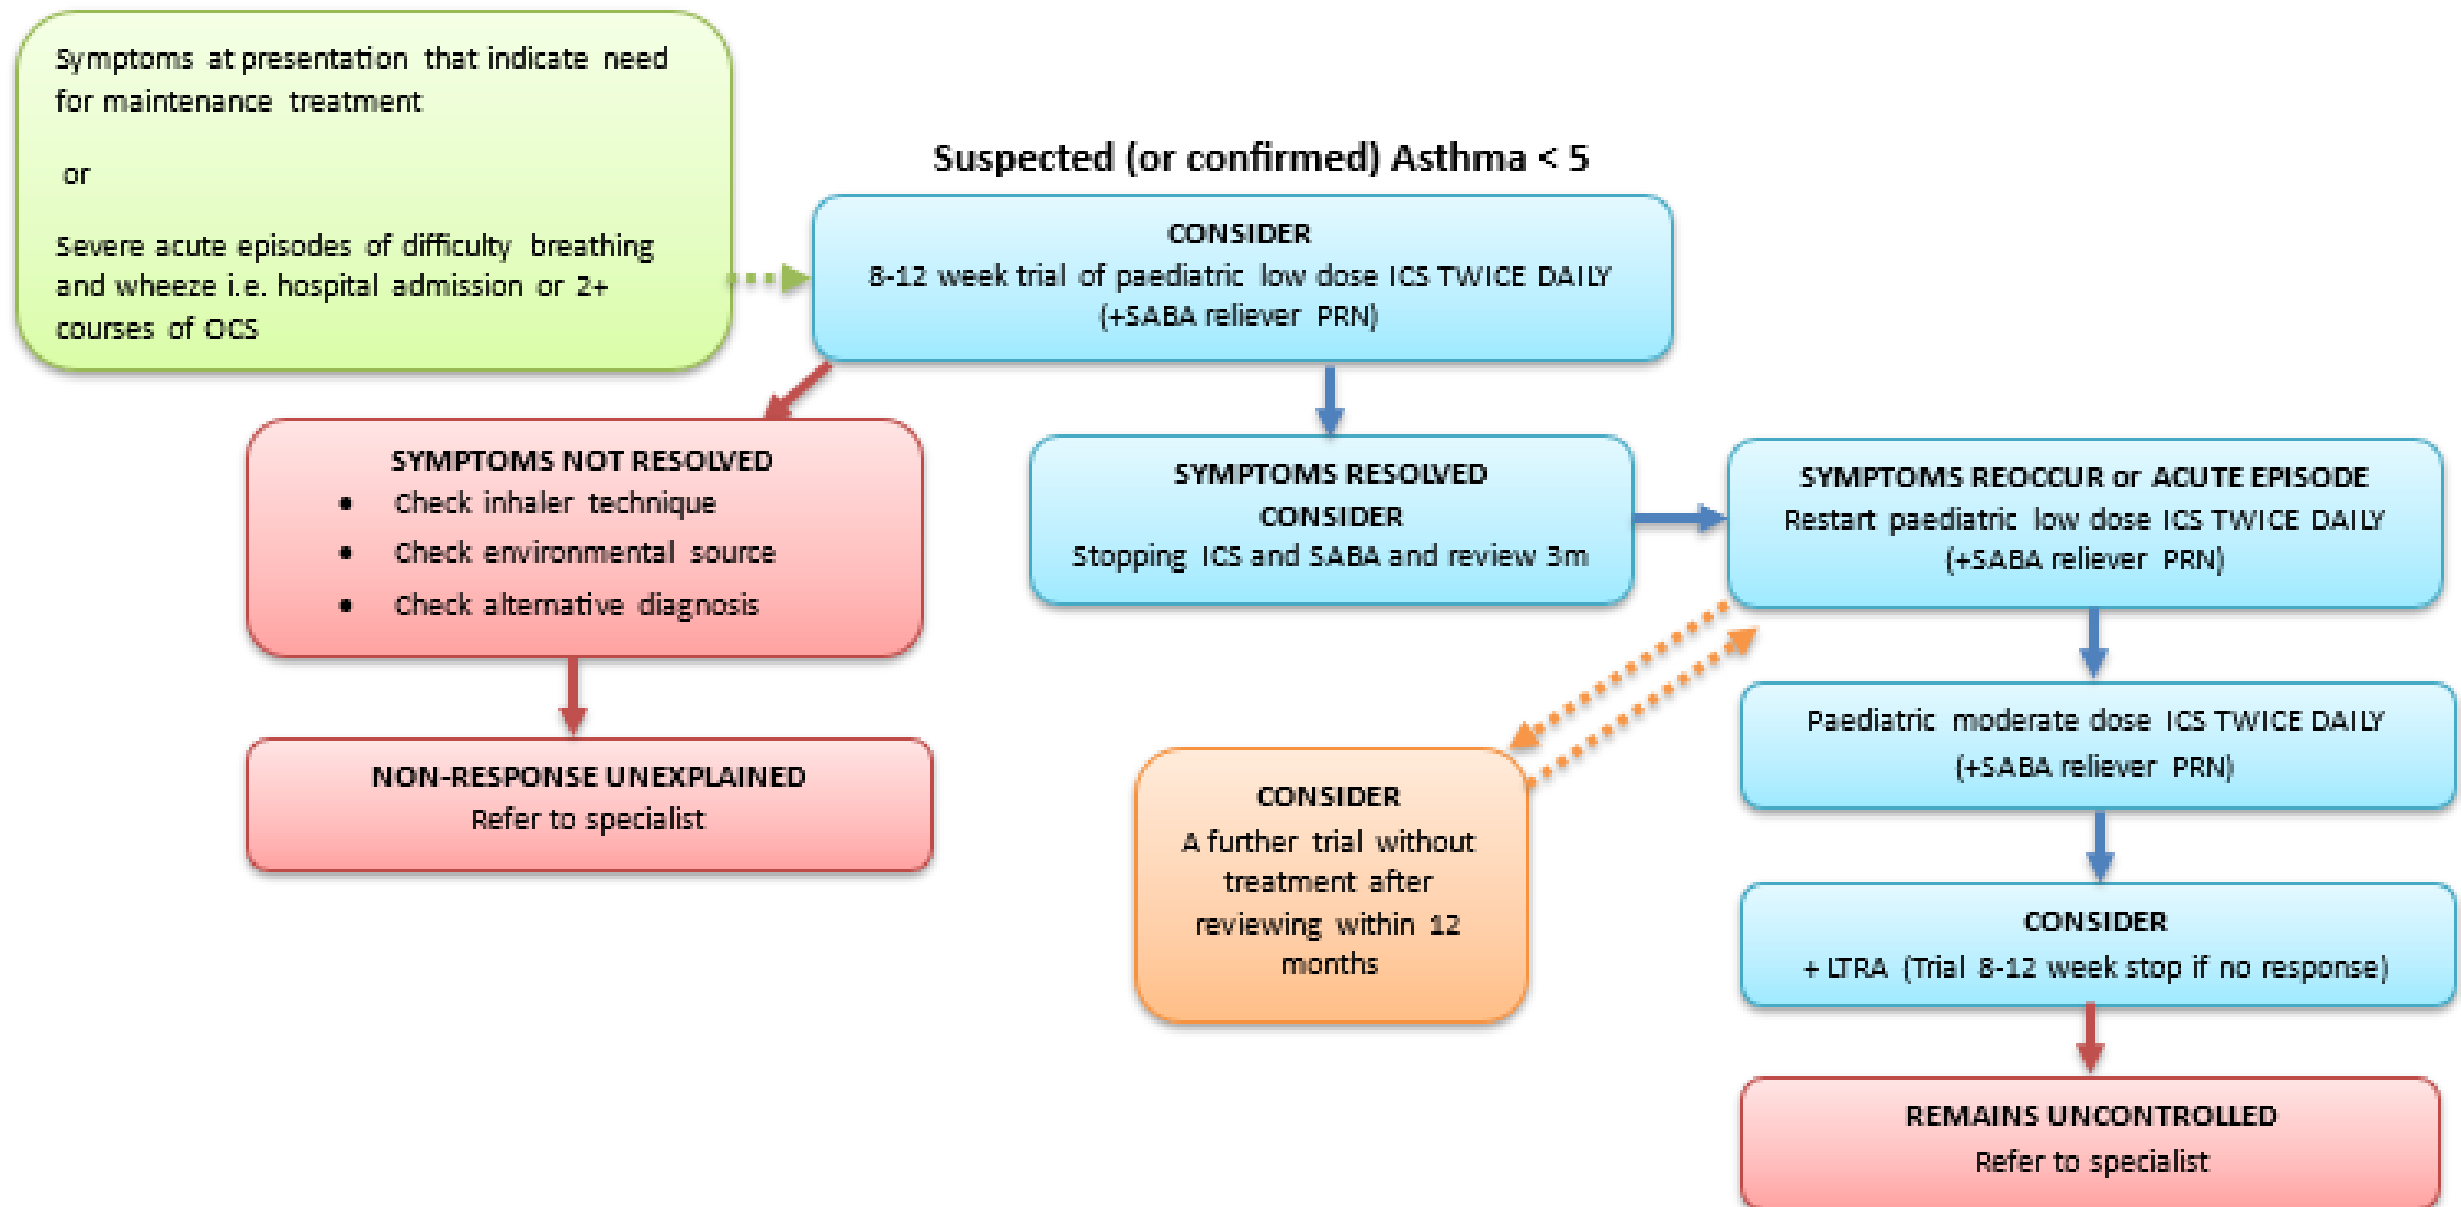 Symptoms at presentation that indicate need
for maintenance treatment
or
Severe acute episodes of difficulty breathing
and wheeze i.e. hospital admission or 2+
courses of OCS
Suspected (or confirmed) Asthma < 5
CONSIDER
8-12 week trial of paediatric low dose ICS TWICE DAILY
(+SABA reliever PRN)
SYMPTOMS NOT RESOLVED
• Check inhaler technique
• Check environmental source
• Check alternative diagnosis
NON-RESPONSE UNEXPLAINED
Refer to specialist
SYMPTOMS RESOLVED
CONSIDER
Stopping ICS and SABA and review 3m
SYMPTOMS REOCCUR or ACUTE EPISODE
Restart paediatric low dose ICS TWICE DAILY
(+SABA reliever PRN)
CONSIDER
A further trial without
treatment after
reviewing within 12
months
Paediatric moderate dose ICS TWICE DAILY
(+SABA reliever PRN)
CONSIDER
+ LTRA (Trial 8-12 week stop if no response)
REMAINS UNCONTROLLED
Refer to specialist